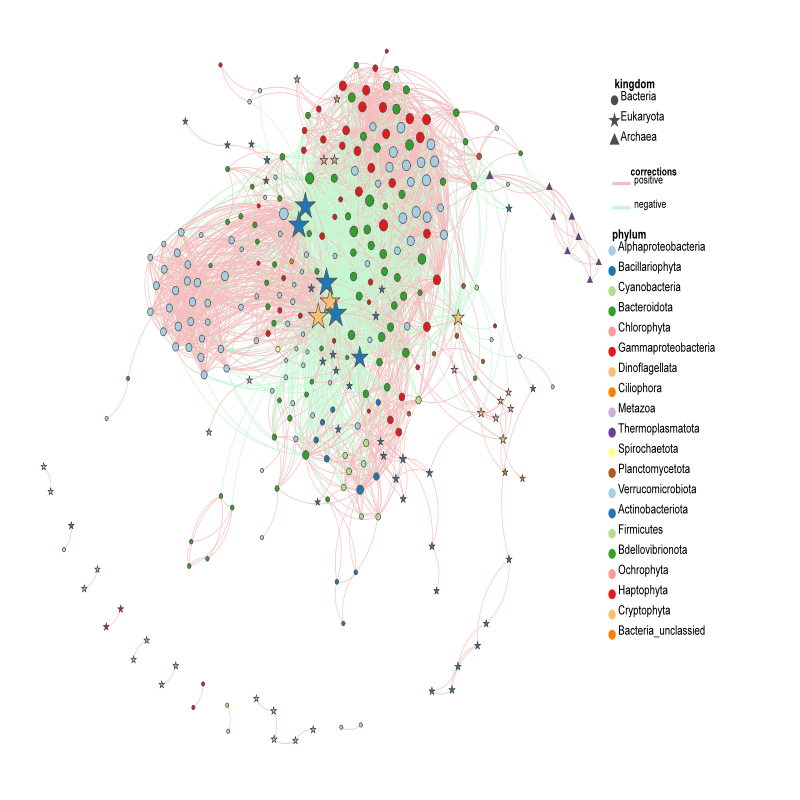 kingdom
Bacteria
Eukaryota
Archaea
corrections
positive
negative
phylum
Alphaproteobacteria
Bacillariophyta
Cyanobacteria
Bacteroidota
Chlorophyta
Gammaproteobacteria
Dinoflagellata
Ciliophora
Metazoa
Thermoplasmatota
Spirochaetota
Planctomycetota
Verrucomicrobiota
Actinobacteriota
Firmicutes
Bdellovibrionota
Ochrophyta
Haptophyta
Cryptophyta
Bacteria_unclassied